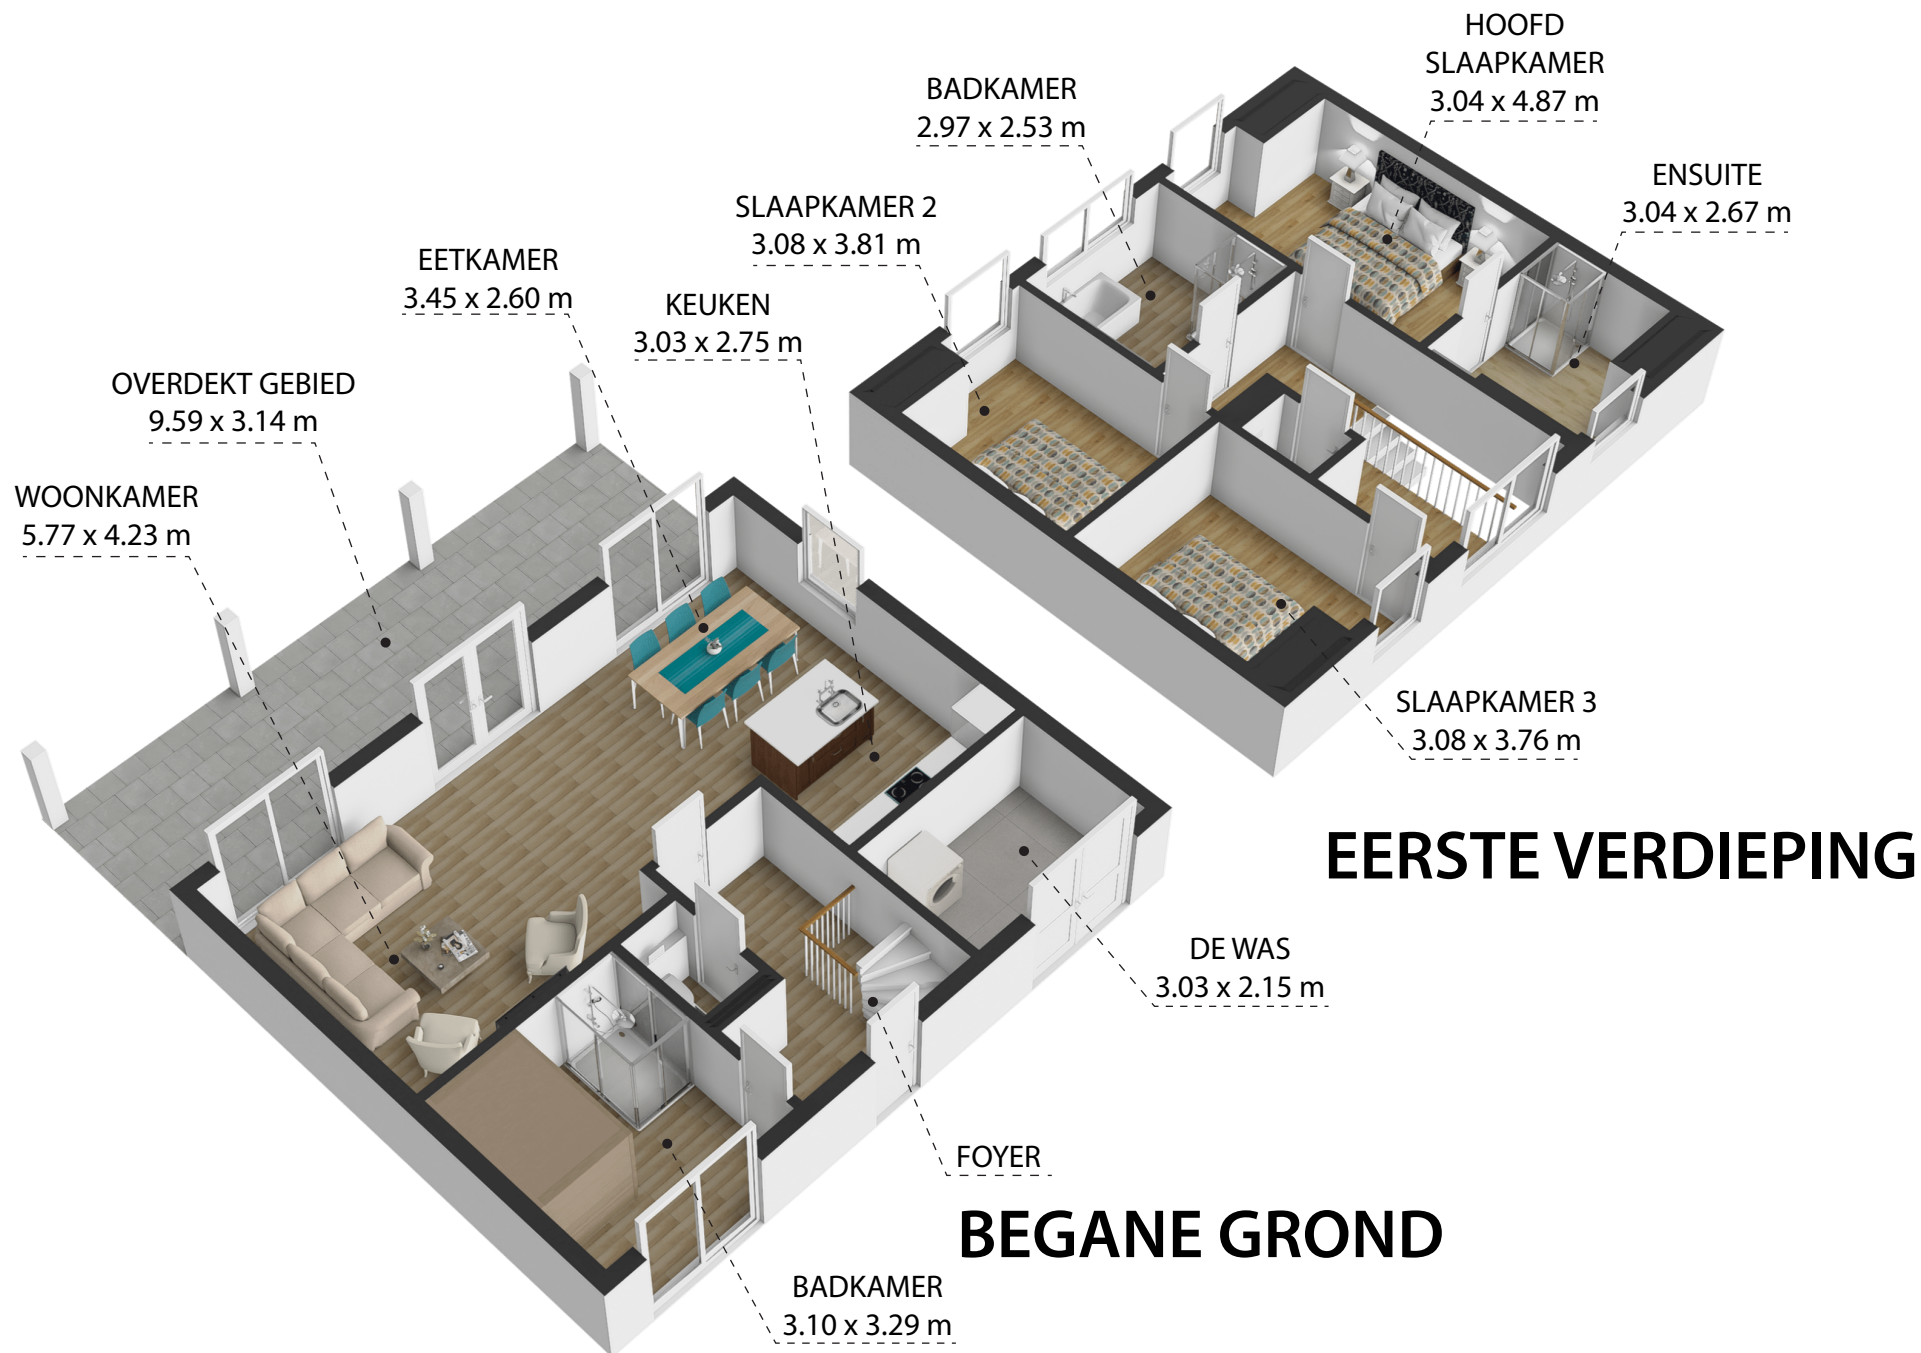 HOOFD
SLAAPKAMER
3.04 x 4.87 m
BADKAMER
2.97 x 2.53 m
ENSUITE
3.04 x 2.67 m
SLAAPKAMER 2
3.08 x 3.81 m
EETKAMER
3.45 x 2.60 m
KEUKEN
3.03 x 2.75 m
OVERDEKT GEBIED
9.59 x 3.14 m
WOONKAMER
5.77 x 4.23 m
SLAAPKAMER 3
3.08 x 3.76 m
EERSTE VERDIEPING
DE WAS
3.03 x 2.15 m
FOYER
BEGANE GROND
BADKAMER
3.10 x 3.29 m